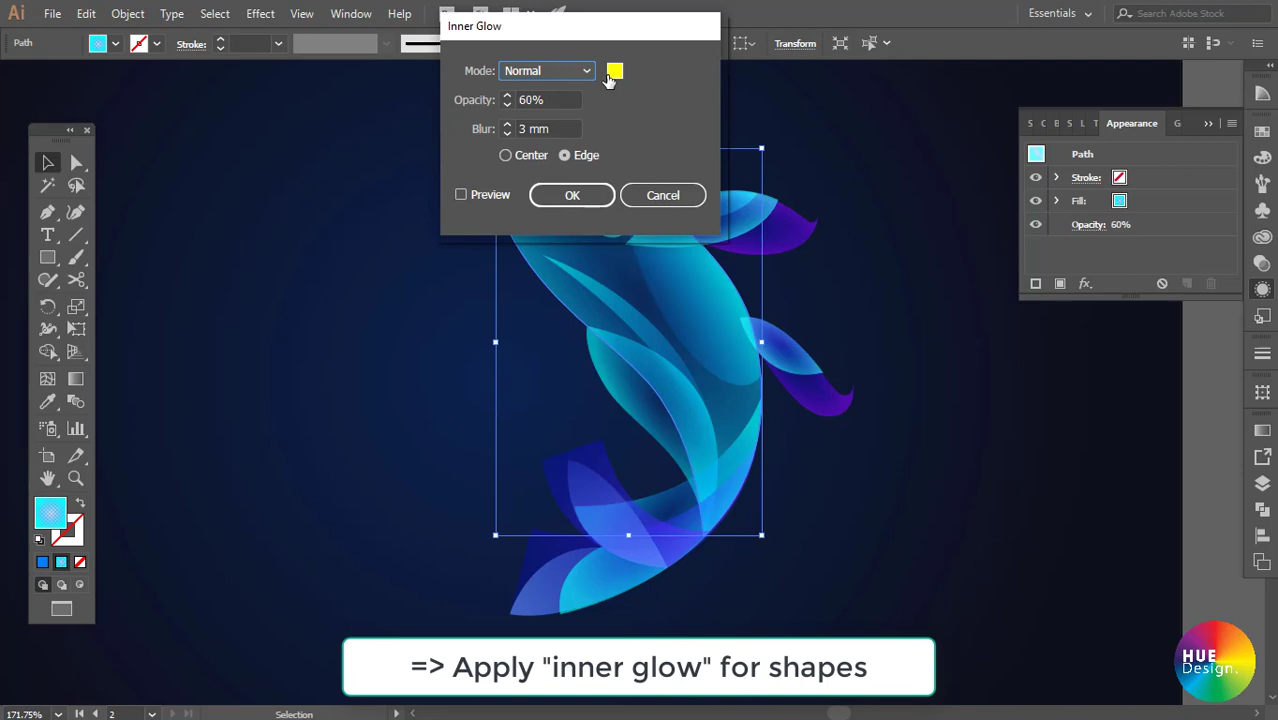 Ai File Edit Object Type Select Effect View Window Help
Essentials
Search Adobe Stock
Inner Glow
Path
Stroke:
Transform
Mode: Normal
Opacity: 60%
Blur: 3 mm
Center Edge
Preview OK Cancel
S C B S L T Appearance G
Path
Stroke:
Fill:
Opacity: 60%
fx.
=> Apply "inner glow" for shapes
HUE
Design.
171.75% 2 Selection